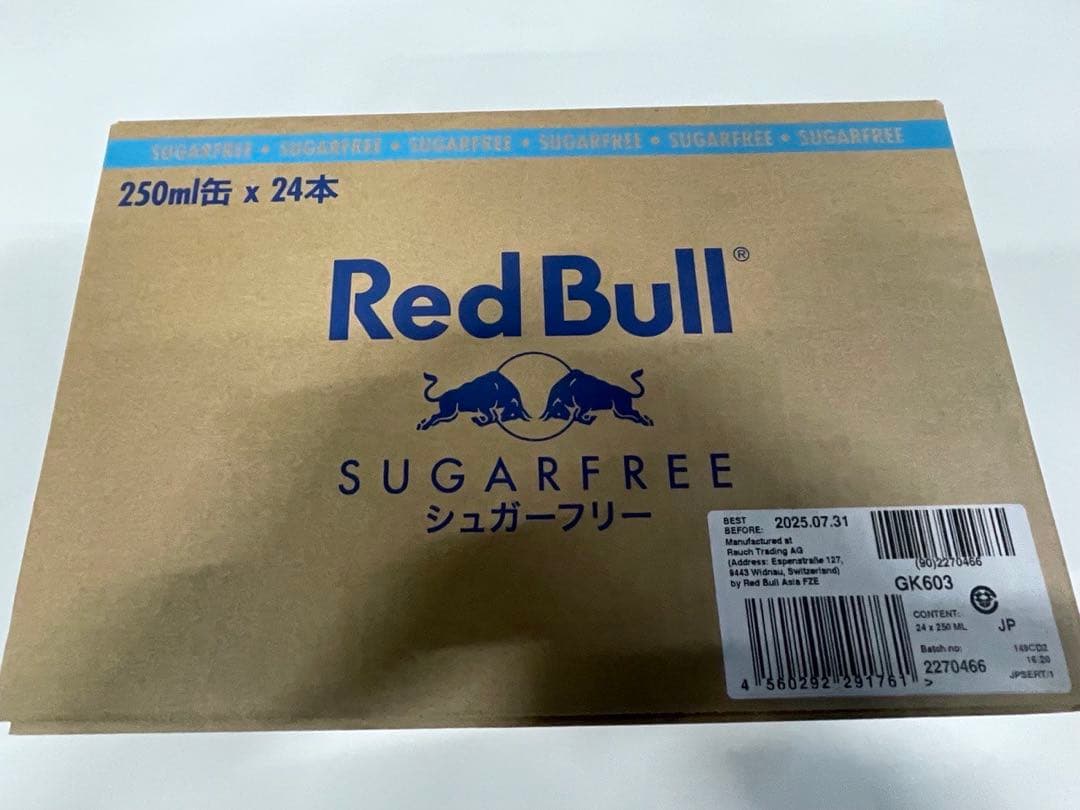 SUGARFREE • SUGARFREE • SUGARFREE • SUGARFREE • SUGARFREE • SUGARFREE
250ml缶 x 24本
Red Bull®
SUGARFREE
シュガーフリー
BEST BEFORE: 2025.07.31
Manufactured at
Rauch Trading AG
(Address: Espenstraße 127,
9443 Widnau, Switzerland)
by Red Bull Asia FZE
(90)2270466
GK603
CONTENT:
24 x 250 ML
JP
Batch no:
2270466
149CD2
16:20
JPSERT/1
4 560292 291761 >